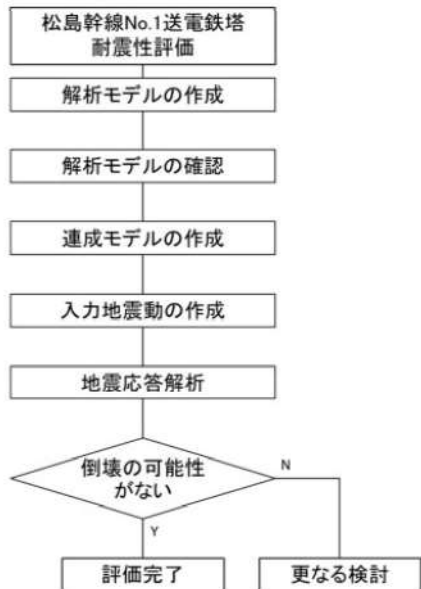 松島幹線No.1送電鉄塔
耐震性評価
解析モデルの作成
解析モデルの確認
連成モデルの作成
入力地震動の作成
地震応答解析
倒壊の可能性
がない
N
Y
評価完了
更なる検討